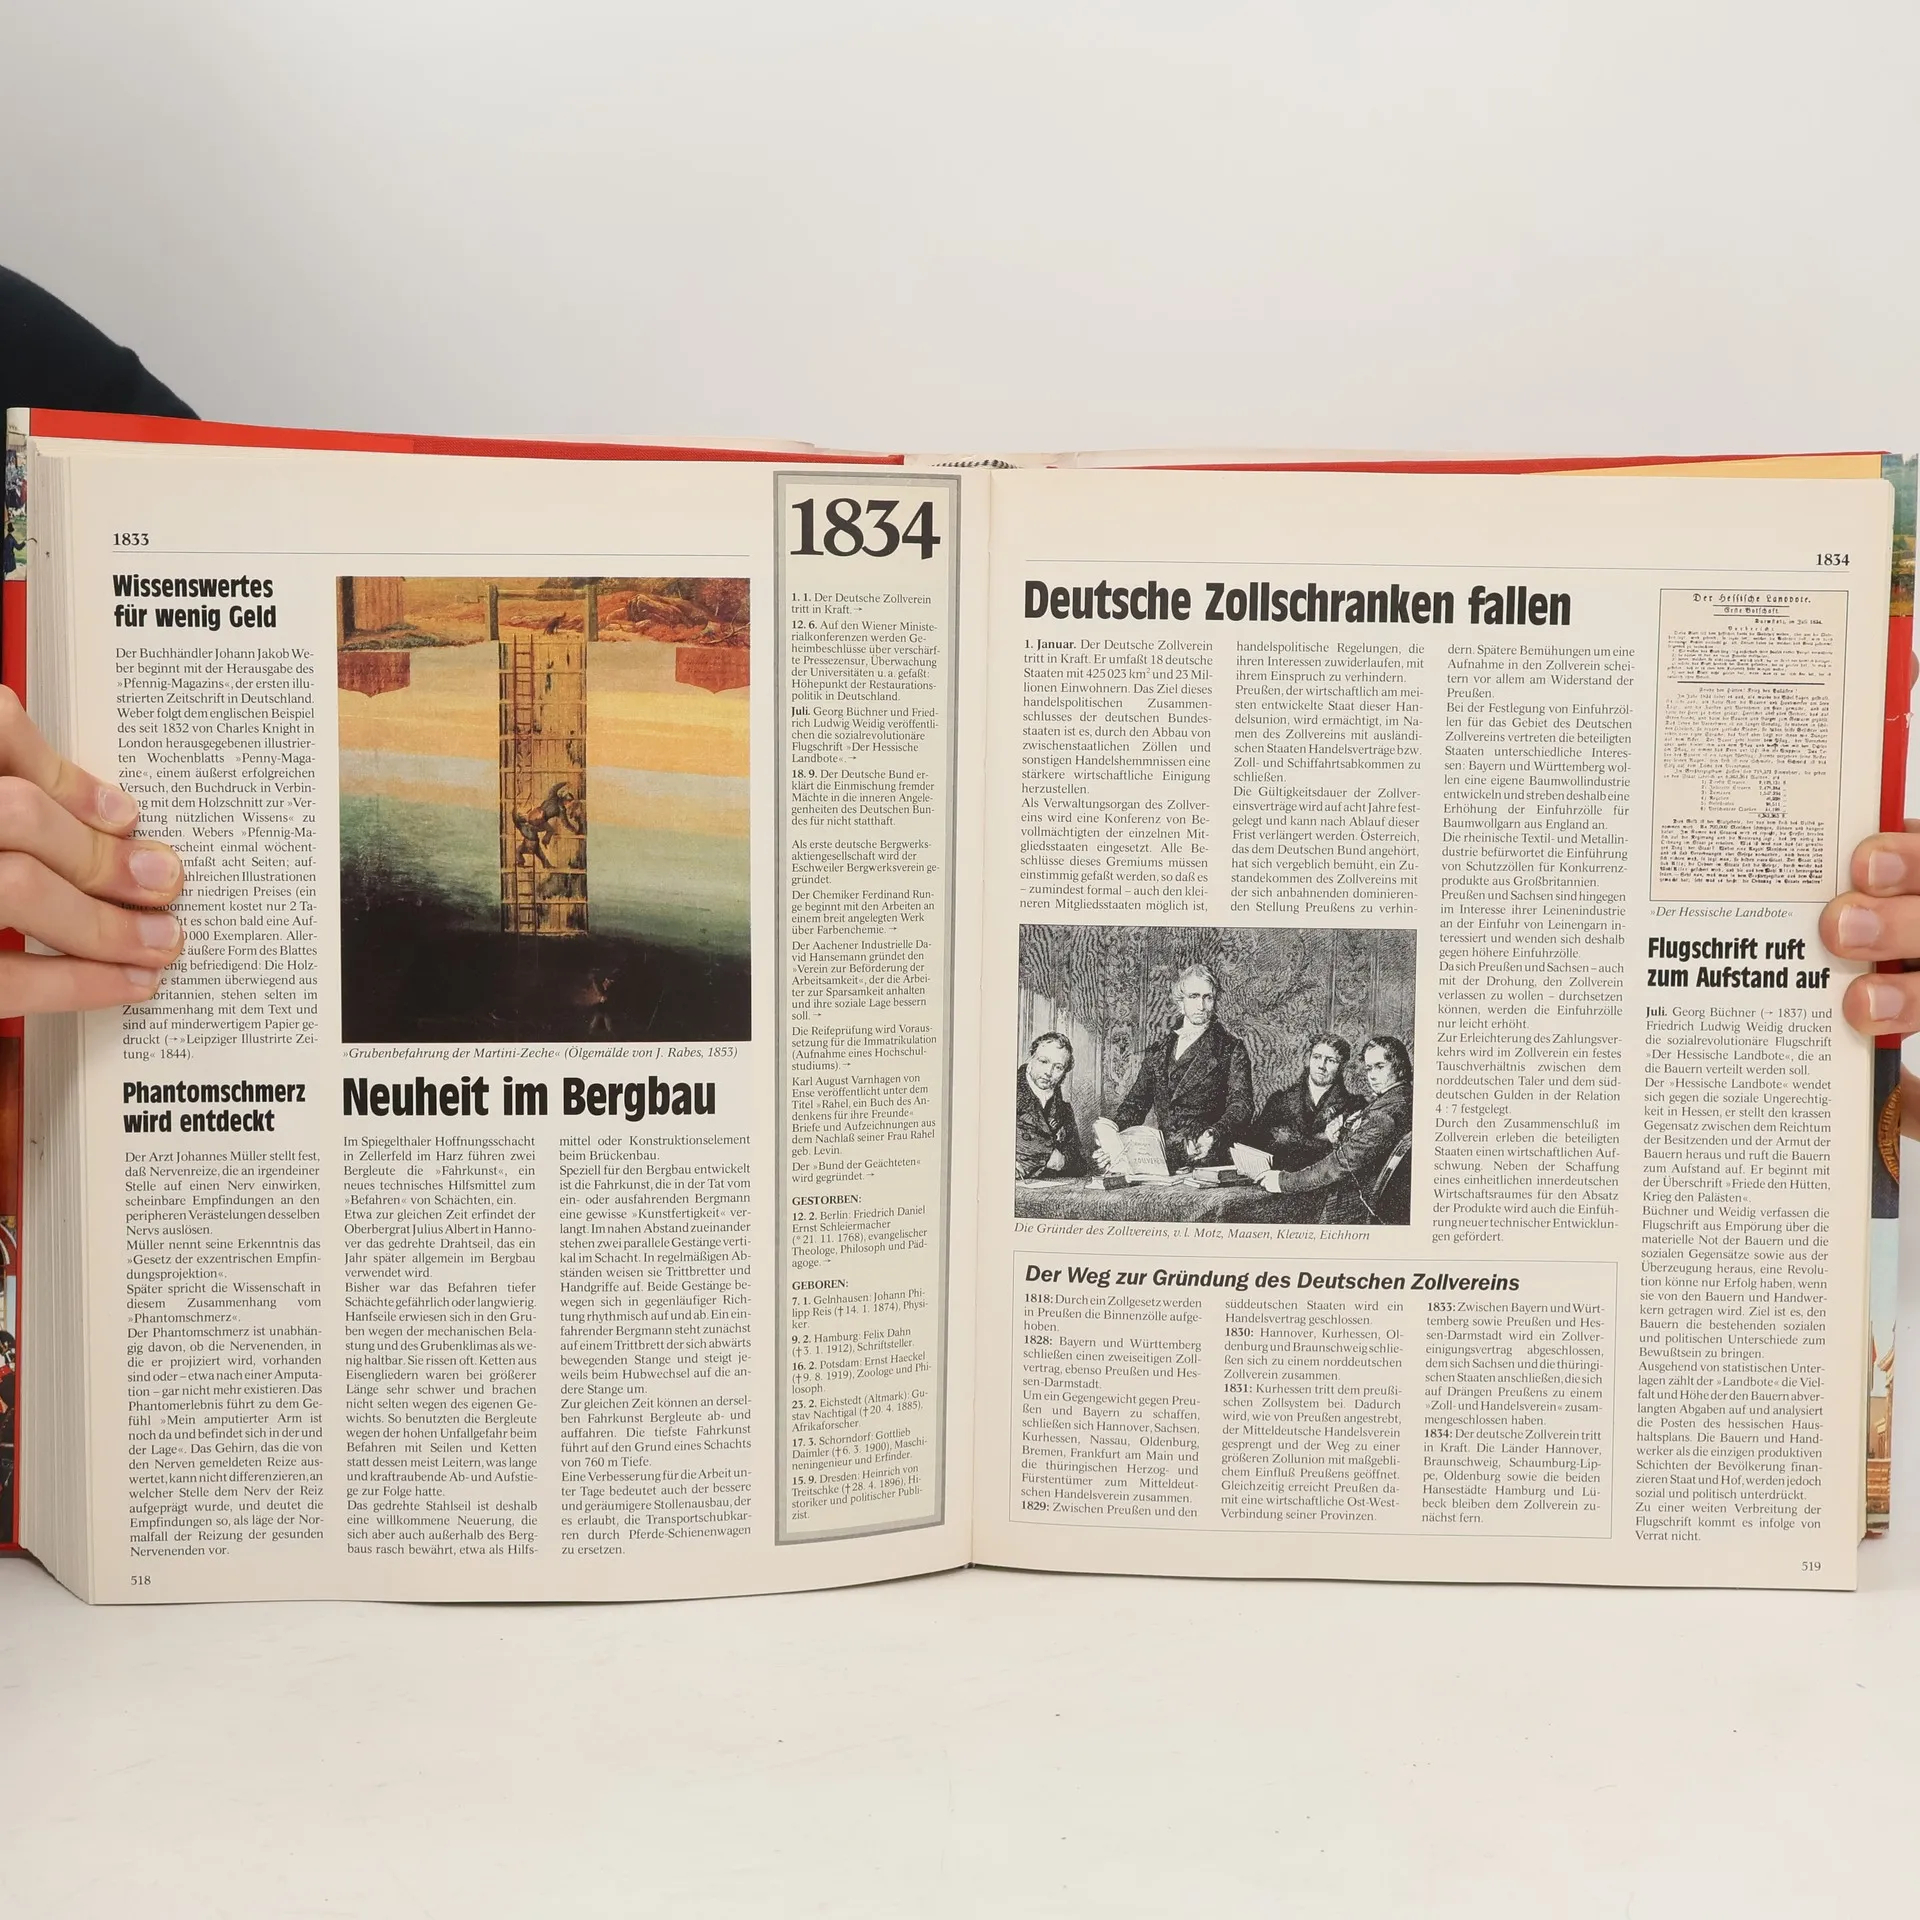 1833
Wissenswertes
für wenig Geld
Der Buchhändler Johann Jakob We-
ber beginnt mit der Herausgabe des
»Pfennig-Magazins«, der ersten illu-
strierten Zeitschrift in Deutschland.
Weber folgt dem englischen Beispiel
des seit 1832 von Charles Knight in
London herausgegebenen illustrier-
ten Wochenblatts »Penny-Maga-
zine«, einem äußerst erfolgreichen
Versuch, den Buchdruck in Verbin-
mit dem Holzschnitt zur »Ver-
nützlichen Wissens« zu
Webers »Pfennig-Ma-
einmal wöchent-
acht Seiten; auf-
Illustrationen
niedrigen Preises (ein
kostet nur 2 Ta-
es schon bald eine Auf-
Exemplaren. Aller-
äußere Form des Blattes
befriedigend: Die Holz-
stammen überwiegend aus
stehen selten im
Zusammenhang mit dem Text und
sind auf minderwertigem Papier ge-
druckt (→»Leipziger Illustrirte Zei-
tung« 1844).
Phantomschmerz
wird entdeckt
Der Arzt Johannes Müller stellt fest,
daß Nervenreize, die an irgendeiner
Stelle auf einen Nerv einwirken,
scheinbare Empfindungen an den
peripheren Verästelungen desselben
Nervs auslösen.
Müller nennt seine Erkenntnis das
»Gesetz der exzentrischen Empfin-
dungsprojektion«.
Später spricht die Wissenschaft in
diesem Zusammenhang vom
»Phantomschmerz«.
Der Phantomschmerz ist unabhän-
gig davon, ob die Nervenenden, in
die er projiziert wird, vorhanden
sind oder – etwa nach einer Amputa-
tion – gar nicht mehr existieren. Das
Phantomerlebnis führt zu dem Ge-
fühl »Mein amputierter Arm ist
noch da und befindet sich in der und
der Lage«. Das Gehirn, das die von
den Nerven gemeldeten Reize aus-
wertet, kann nicht differenzieren, an
welcher Stelle dem Nerv der Reiz
aufgeprägt wurde, und deutet die
Empfindungen so, als läge der Nor-
malfall der Reizung der gesunden
Nervenenden vor.
518
»Grubenbefahrung der Martini-Zeche« (Ölgemälde von J. Rabes, 1853)
Neuheit im Bergbau
Im Spiegelthaler Hoffnungsschacht
in Zellerfeld im Harz führen zwei
Bergleute die »Fahrkunst«, ein
neues technisches Hilfsmittel zum
»Befahren« von Schächten, ein.
Etwa zur gleichen Zeit erfindet der
Oberbergrat Julius Albert in Hanno-
ver das gedrehte Drahtseil, das ein
Jahr später allgemein im Bergbau
verwendet wird.
Bisher war das Befahren tiefer
Schächte gefährlich oder langwierig.
Hanfseile erwiesen sich in den Gru-
ben wegen der mechanischen Bela-
stung und des Grubenklimas als we-
nig haltbar. Sie rissen oft. Ketten aus
Eisengliedern waren bei größerer
Länge sehr schwer und brachen
nicht selten wegen des eigenen Ge-
wichts. So benutzten die Bergleute
wegen der hohen Unfallgefahr beim
Befahren mit Seilen und Ketten
statt dessen meist Leitern, was lange
und kraftraubende Ab- und Aufstie-
ge zur Folge hatte.
Das gedrehte Stahlseil ist deshalb
eine willkommene Neuerung, die
sich aber auch außerhalb des Berg-
baus rasch bewährt, etwa als Hilfs-
mittel oder Konstruktionselement
beim Brückenbau.
Speziell für den Bergbau entwickelt
ist die Fahrkunst, die in der Tat vom
ein- oder ausfahrenden Bergmann
eine gewisse »Kunstfertigkeit« ver-
langt. Im nahen Abstand zueinander
stehen zwei parallele Gestänge verti-
kal im Schacht. In regelmäßigen Ab-
ständen weisen sie Trittbretter und
Handgriffe auf. Beide Gestänge be-
wegen sich in gegenläufiger Rich-
tung rhythmisch auf und ab. Ein ein-
fahrender Bergmann steht zunächst
auf einem Trittbrett der sich abwärts
bewegenden Stange und steigt je-
weils beim Hubwechsel auf die an-
dere Stange um.
Zur gleichen Zeit können an dersel-
ben Fahrkunst Bergleute ab- und
auffahren. Die tiefste Fahrkunst
führt auf den Grund eines Schachts
von 760 m Tiefe.
Eine Verbesserung für die Arbeit un-
ter Tage bedeutet auch der bessere
und geräumigere Stollenausbau, der
es erlaubt, die Transportschubkar-
ren durch Pferde-Schienenwagen
zu ersetzen.
1834
1. 1. Der Deutsche Zollverein
tritt in Kraft. →
12. 6. Auf den Wiener Ministe-
rialkonferenzen werden Ge-
heimbeschlüsse über verschärf-
te Pressezensur, Überwachung
der Universitäten u. a. gefaßt:
Höhepunkt der Restaurations-
politik in Deutschland.
Juli. Georg Büchner und Fried-
rich Ludwig Weidig veröffentli-
chen die sozialrevolutionäre
Flugschrift »Der Hessische
Landbote«. →
18. 9. Der Deutsche Bund er-
klärt die Einmischung fremder
Mächte in die inneren Angele-
genheiten des Deutschen Bun-
des für nicht statthaft.
Als erste deutsche Bergwerks-
aktiengesellschaft wird der
Eschweiler Bergwerksverein ge-
gründet.
Der Chemiker Ferdinand Run-
ge beginnt mit den Arbeiten an
einem breit angelegten Werk
über Farbenchemie. →
Der Aachener Industrielle Da-
vid Hansemann gründet den
»Verein zur Beförderung der
Arbeitsamkeit«, der die Arbei-
ter zur Sparsamkeit anhalten
und ihre soziale Lage bessern
soll. →
Die Reifeprüfung wird Voraus-
setzung für die Immatrikulation
(Aufnahme eines Hochschul-
studiums). →
Karl August Varnhagen von
Ense veröffentlicht unter dem
Titel »Rahel, ein Buch des An-
denkens für ihre Freunde«
Briefe und Aufzeichnungen aus
dem Nachlaß seiner Frau Rahel
geb. Levin.
Der »Bund der Geächteten«
wird gegründet. →
GESTORBEN:
12. 2. Berlin: Friedrich Daniel
Ernst Schleiermacher
(* 21. 11. 1768), evangelischer
Theologe, Philosoph und Päd-
agoge. →
GEBOREN:
7. 1. Gelnhausen: Johann Phi-
lipp Reis († 14. 1. 1874), Physi-
ker.
9. 2. Hamburg: Felix Dahn
(† 3. 1. 1912), Schriftsteller.
16. 2. Potsdam: Ernst Haeckel
(† 9. 8. 1919), Zoologe und Phi-
losoph.
23. 2. Eichstedt (Altmark): Gu-
stav Nachtigal († 20. 4. 1885),
Afrikaforscher.
17. 3. Schorndorf: Gottlieb
Daimler († 6. 3. 1900), Maschi-
neningenieur und Erfinder.
15. 9. Dresden: Heinrich von
Treitschke († 28. 4. 1896), Hi-
storiker und politischer Publi-
zist.
1834
Deutsche Zollschranken fallen
1. Januar. Der Deutsche Zollverein
tritt in Kraft. Er umfaßt 18 deutsche
Staaten mit 425 023 km² und 23 Mil-
lionen Einwohnern. Das Ziel dieses
handelspolitischen Zusammen-
schlusses der deutschen Bundes-
staaten ist es, durch den Abbau von
zwischenstaatlichen Zöllen und
sonstigen Handelshemmnissen eine
stärkere wirtschaftliche Einigung
herzustellen.
Als Verwaltungsorgan des Zollver-
eins wird eine Konferenz von Be-
vollmächtigten der einzelnen Mit-
gliedsstaaten eingesetzt. Alle Be-
schlüsse dieses Gremiums müssen
einstimmig gefaßt werden, so daß es
– zumindest formal – auch den klei-
neren Mitgliedsstaaten möglich ist,
handelspolitische Regelungen, die
ihren Interessen zuwiderlaufen, mit
ihrem Einspruch zu verhindern.
Preußen, der wirtschaftlich am mei-
sten entwickelte Staat dieser Han-
delsunion, wird ermächtigt, im Na-
men des Zollvereins mit ausländi-
schen Staaten Handelsverträge bzw.
Zoll- und Schiffahrtsabkommen zu
schließen.
Die Gültigkeitsdauer der Zollver-
einsverträge wird auf acht Jahre fest-
gelegt und kann nach Ablauf dieser
Frist verlängert werden. Österreich,
das dem Deutschen Bund angehört,
hat sich vergeblich bemüht, ein Zu-
standekommen des Zollvereins mit
der sich anbahnenden dominieren-
den Stellung Preußens zu verhin-
dern. Spätere Bemühungen um eine
Aufnahme in den Zollverein schei-
tern vor allem am Widerstand der
Preußen.
Bei der Festlegung von Einfuhrzöl-
len für das Gebiet des Deutschen
Zollvereins vertreten die beteiligten
Staaten unterschiedliche Interes-
sen: Bayern und Württemberg wol-
len eine eigene Baumwollindustrie
entwickeln und streben deshalb eine
Erhöhung der Einfuhrzölle für
Baumwollgarn aus England an.
Die rheinische Textil- und Metallin-
dustrie befürwortet die Einführung
von Schutzzöllen für Konkurrenz-
produkte aus Großbritannien.
Preußen und Sachsen sind hingegen
im Interesse ihrer Leinenindustrie
an der Einfuhr von Leinengarn in-
teressiert und wenden sich deshalb
gegen höhere Einfuhrzölle.
Da sich Preußen und Sachsen – auch
mit der Drohung, den Zollverein
verlassen zu wollen – durchsetzen
können, werden die Einfuhrzölle
nur leicht erhöht.
Zur Erleichterung des Zahlungsver-
kehrs wird im Zollverein ein festes
Tauschverhältnis zwischen dem
norddeutschen Taler und dem süd-
deutschen Gulden in der Relation
4 : 7 festgelegt.
Durch den Zusammenschluß im
Zollverein erleben die beteiligten
Staaten einen wirtschaftlichen Auf-
schwung. Neben der Schaffung
eines einheitlichen innerdeutschen
Wirtschaftsraumes für den Absatz
der Produkte wird auch die Einfüh-
rung neuer technischer Entwicklun-
gen gefördert.
Die Gründer des Zollvereins, v. l. Motz, Maasen, Klewiz, Eichhorn
Der Weg zur Gründung des Deutschen Zollvereins
1818: Durch ein Zollgesetz werden
in Preußen die Binnenzölle aufge-
hoben.
1828: Bayern und Württemberg
schließen einen zweiseitigen Zoll-
vertrag, ebenso Preußen und Hes-
sen-Darmstadt.
Um ein Gegengewicht gegen Preu-
ßen und Bayern zu schaffen,
schließen sich Hannover, Sachsen,
Kurhessen, Nassau, Oldenburg,
Bremen, Frankfurt am Main und
die thüringischen Herzog- und
Fürstentümer zum Mitteldeut-
schen Handelsverein zusammen.
1829: Zwischen Preußen und den
süddeutschen Staaten wird ein
Handelsvertrag geschlossen.
1830: Hannover, Kurhessen, Ol-
denburg und Braunschweig schlie-
ßen sich zu einem norddeutschen
Zollverein zusammen.
1831: Kurhessen tritt dem preußi-
schen Zollsystem bei. Dadurch
wird, wie von Preußen angestrebt,
der Mitteldeutsche Handelsverein
gesprengt und der Weg zu einer
größeren Zollunion mit maßgebli-
chem Einfluß Preußens geöffnet.
Gleichzeitig erreicht Preußen da-
mit eine wirtschaftliche Ost-West-
Verbindung seiner Provinzen.
1833: Zwischen Bayern und Würt-
temberg sowie Preußen und Hes-
sen-Darmstadt wird ein Zollver-
einigungsvertrag abgeschlossen,
dem sich Sachsen und die thüringi-
schen Staaten anschließen, die sich
auf Drängen Preußens zu einem
»Zoll- und Handelsverein« zusam-
mengeschlossen haben.
1834: Der deutsche Zollverein tritt
in Kraft. Die Länder Hannover,
Braunschweig, Schaumburg-Lip-
pe, Oldenburg sowie die beiden
Hansestädte Hamburg und Lü-
beck bleiben dem Zollverein zu-
nächst fern.
Der Hessische Landbote.
Erste Botschaft.
Darmstadt, im Juli 1834.
Vorbericht.
»Der Hessische Landbote«
Flugschrift ruft
zum Aufstand auf
Juli. Georg Büchner (→ 1837) und
Friedrich Ludwig Weidig drucken
die sozialrevolutionäre Flugschrift
»Der Hessische Landbote«, die an
die Bauern verteilt werden soll.
Der »Hessische Landbote« wendet
sich gegen die soziale Ungerechtig-
keit in Hessen, er stellt den krassen
Gegensatz zwischen dem Reichtum
der Besitzenden und der Armut der
Bauern heraus und ruft die Bauern
zum Aufstand auf. Er beginnt mit
der Überschrift »Friede den Hütten,
Krieg den Palästen«.
Büchner und Weidig verfassen die
Flugschrift aus Empörung über die
materielle Not der Bauern und die
sozialen Gegensätze sowie aus der
Überzeugung heraus, eine Revolu-
tion könne nur Erfolg haben, wenn
sie von den Bauern und Handwer-
kern getragen wird. Ziel ist es, den
Bauern die bestehenden sozialen
und politischen Unterschiede zum
Bewußtsein zu bringen.
Ausgehend von statistischen Unter-
lagen zählt der »Landbote« die Viel-
falt und Höhe der den Bauern abver-
langten Abgaben auf und analysiert
die Posten des hessischen Haus-
haltsplans. Die Bauern und Hand-
werker als die einzigen produktiven
Schichten der Bevölkerung finan-
zieren Staat und Hof, werden jedoch
sozial und politisch unterdrückt.
Zu einer weiten Verbreitung der
Flugschrift kommt es infolge von
Verrat nicht.
519